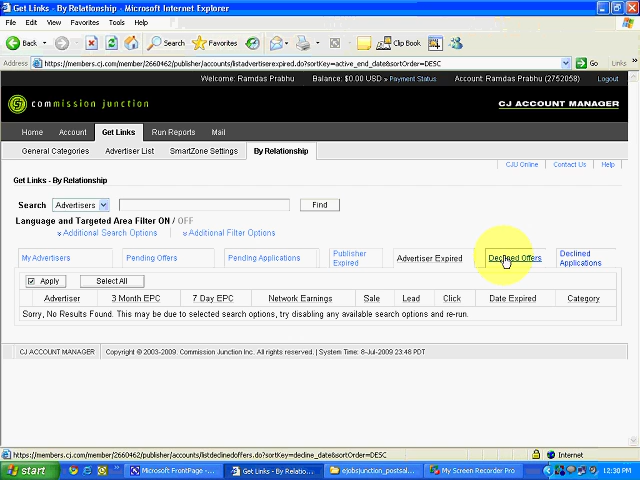 Get Links - By Relationship - Microsoft Internet Explorer
Edit View Favorites Tools Help
Back Search Favorites Clip Book
Address https://members.cj.com/member/2660462/publisher/accounts/listadvertiserexpired.do?sortKey=active_end_date&sortOrder=DESC Go Links »
Welcome: Ramdas Prabhu Balance: $0.00 USD » Payment Status Account: Ramdas Prabhu (2752058) Logout
commission junction CJ ACCOUNT MANAGER
Home Account Get Links Run Reports Mail
General Categories Advertiser List SmartZone Settings By Relationship
CJU Online Contact Us Help
Get Links - By Relationship
Search Advertisers Find
Language and Targeted Area Filter ON / OFF
Additional Search Options | Additional Filter Options
My Advertisers Pending Offers Pending Applications Publisher Expired Advertiser Expired Declined Offers Declined Applications
Apply Select All
Advertiser 3 Month EPC 7 Day EPC Network Earnings Sale Lead Click Date Expired Category
Sorry, No Results Found. This may be due to selected search options, try disabling any available search options and re-run.
CJ ACCOUNT MANAGER Copyright © 2003-2009. Commission Junction Inc. All rights reserved. | System Time: 8-Jul-2009 23:46 PDT
https://members.cj.com/member/2660462/publisher/accounts/listdeclinedoffers.do?sortKey=decline_date&sortOrder=DESC Internet
start Microsoft FrontPage -... Get Links - By Relatio... ejobsjunction_postsal... My Screen Recorder Pro 12:30 PM